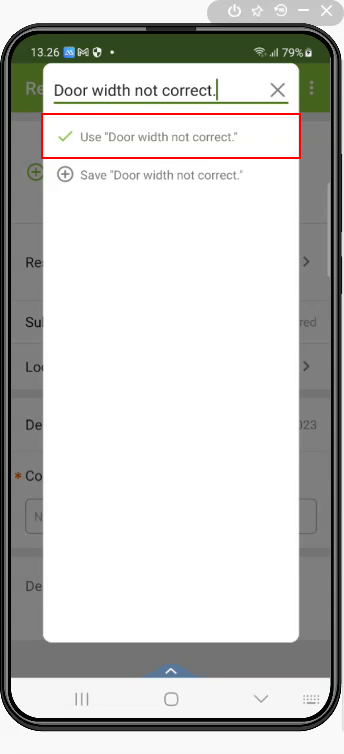 13.26 79%
Re
Door width not correct.
Use "Door width not correct."
Save "Door width not correct."
Re
Sul red
Lo
De 023
* Co
N
De